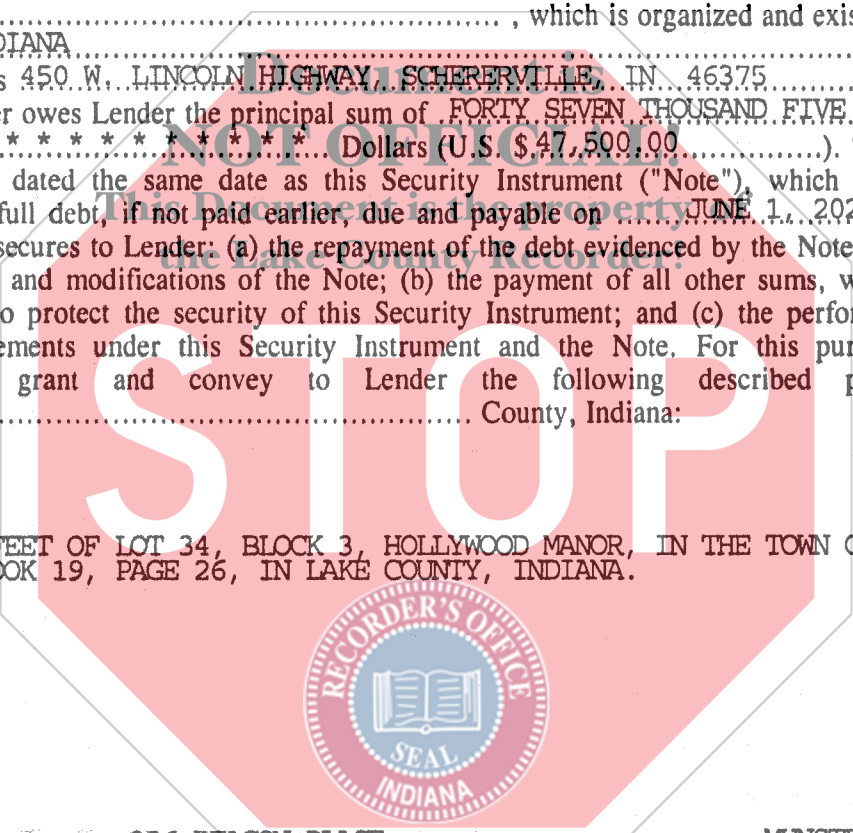 , which is organized and exis
DIANA
s 450 W. LINCOLN HIGHWAY, SCHERERVILLE, IN 46375
Document is
er owes Lender the principal sum of FORTY SEVEN THOUSAND FIVE
NOT OFFICIAL!
* * * * * * * * * * * Dollars (U.S. $ 47,500.00 ).
dated the same date as this Security Instrument ("Note"), which
This Document is the property
full debt, if not paid earlier, due and payable on JUNE 1, 202
secures to Lender: (a) the repayment of the debt evidenced by the Note
the Lake County Recorder!
and modifications of the Note; (b) the payment of all other sums, w
o protect the security of this Security Instrument; and (c) the perfor
ements under this Security Instrument and the Note. For this pur
grant and convey to Lender the following described p
County, Indiana:
STOP
FEET OF LOT 34, BLOCK 3, HOLLYWOOD MANOR, IN THE TOWN O
OOK 19, PAGE 26, IN LAKE COUNTY, INDIANA.
RECORDER'S OFFICE
SEAL
INDIANA